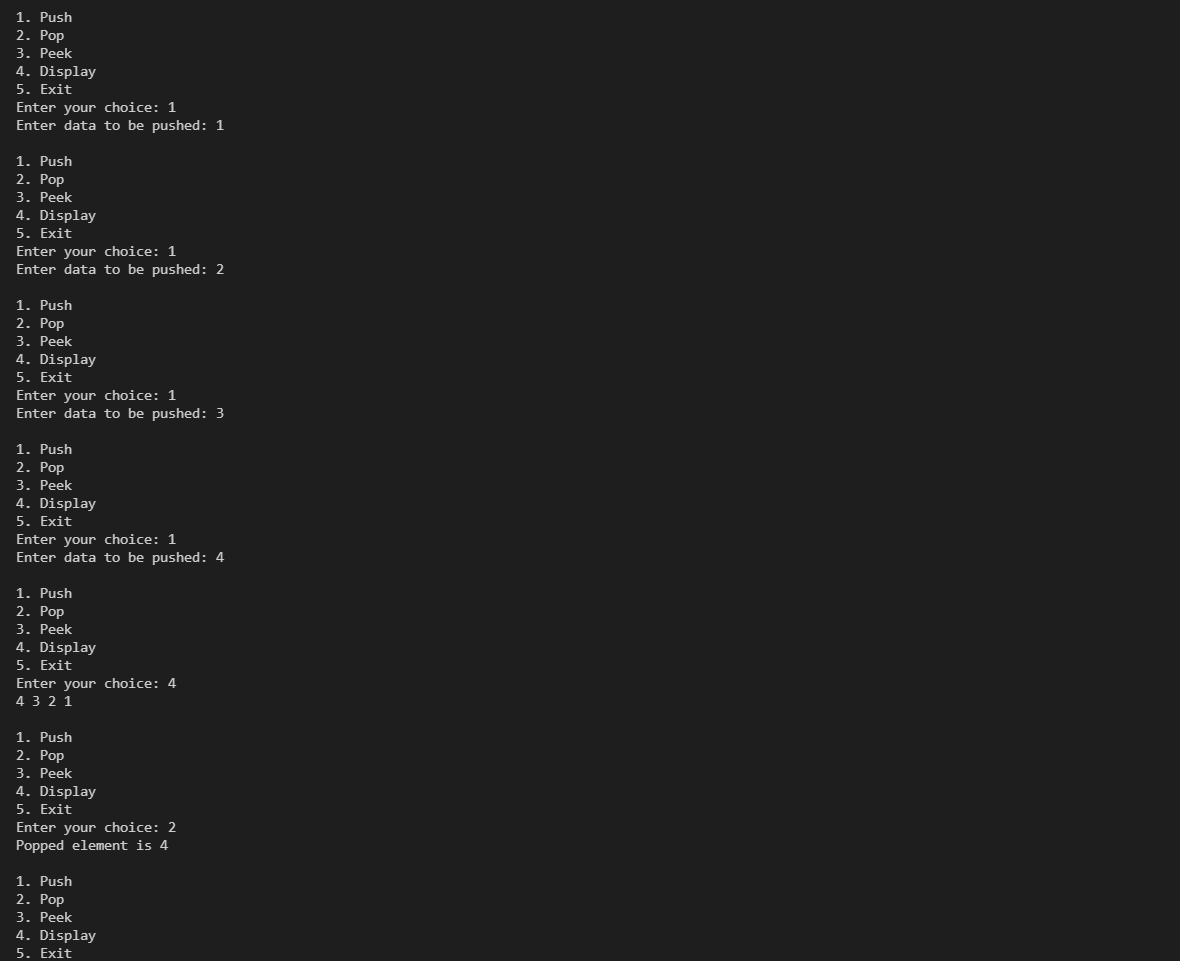 1. Push
2. Pop
3. Peek
4. Display
5. Exit
Enter your choice: 1
Enter data to be pushed: 1
1. Push
2. Pop
3. Peek
4. Display
5. Exit
Enter your choice: 1
Enter data to be pushed: 2
1. Push
2. Pop
3. Peek
4. Display
5. Exit
Enter your choice: 1
Enter data to be pushed: 3
1. Push
2. Pop
3. Peek
4. Display
5. Exit
Enter your choice: 1
Enter data to be pushed: 4
1. Push
2. Pop
3. Peek
4. Display
5. Exit
Enter your choice: 4
4 3 2 1
1. Push
2. Pop
3. Peek
4. Display
5. Exit
Enter your choice: 2
Popped element is 4
1. Push
2. Pop
3. Peek
4. Display
5. Exit